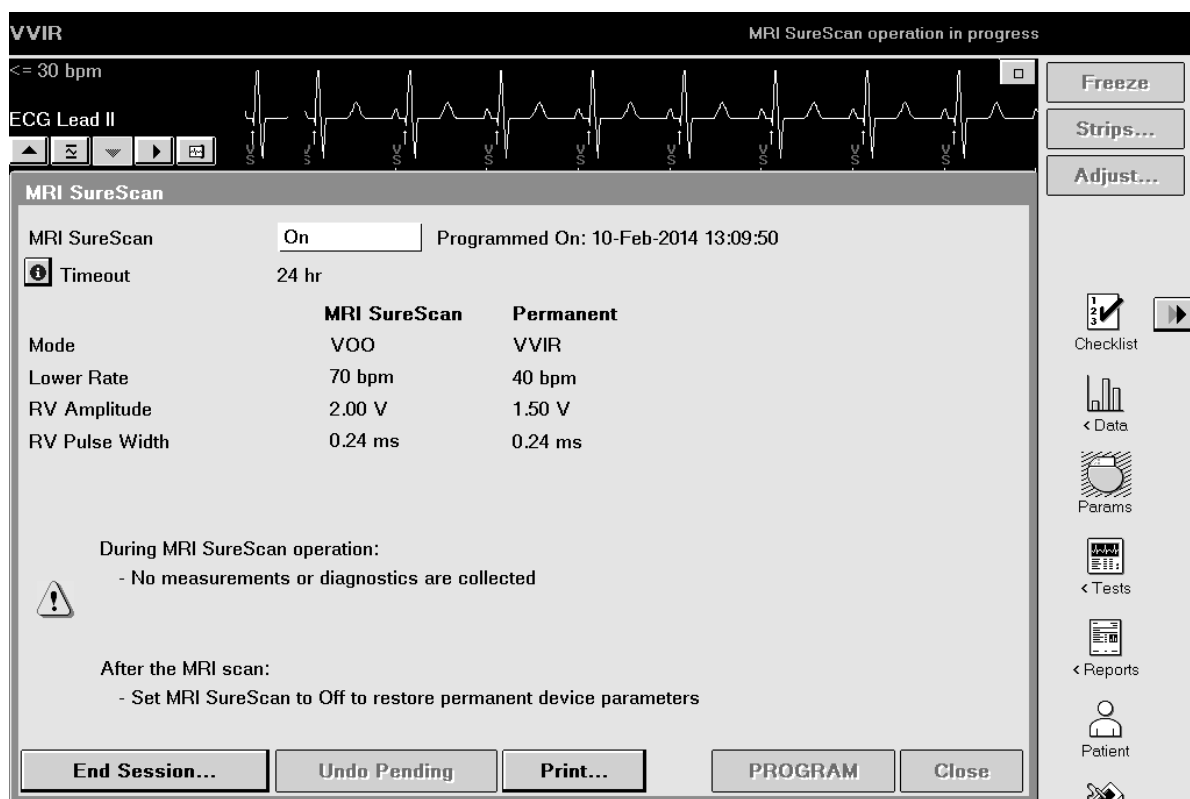 VVIR MRI SureScan operation in progress
<= 30 bpm
Freeze
ECG Lead II
Strips...
V S V S V S V S V S V S V S V S
Adjust...
MRI SureScan
MRI SureScan On Programmed On: 10-Feb-2014 13:09:50
Timeout 24 hr
MRI SureScan Permanent
Mode VOO VVIR
Lower Rate 70 bpm 40 bpm
RV Amplitude 2.00 V 1.50 V
RV Pulse Width 0.24 ms 0.24 ms
1
2
3
Checklist
< Data
Params
< Tests
< Reports
Patient
During MRI SureScan operation:
- No measurements or diagnostics are collected
After the MRI scan:
- Set MRI SureScan to Off to restore permanent device parameters
End Session... Undo Pending Print... PROGRAM Close